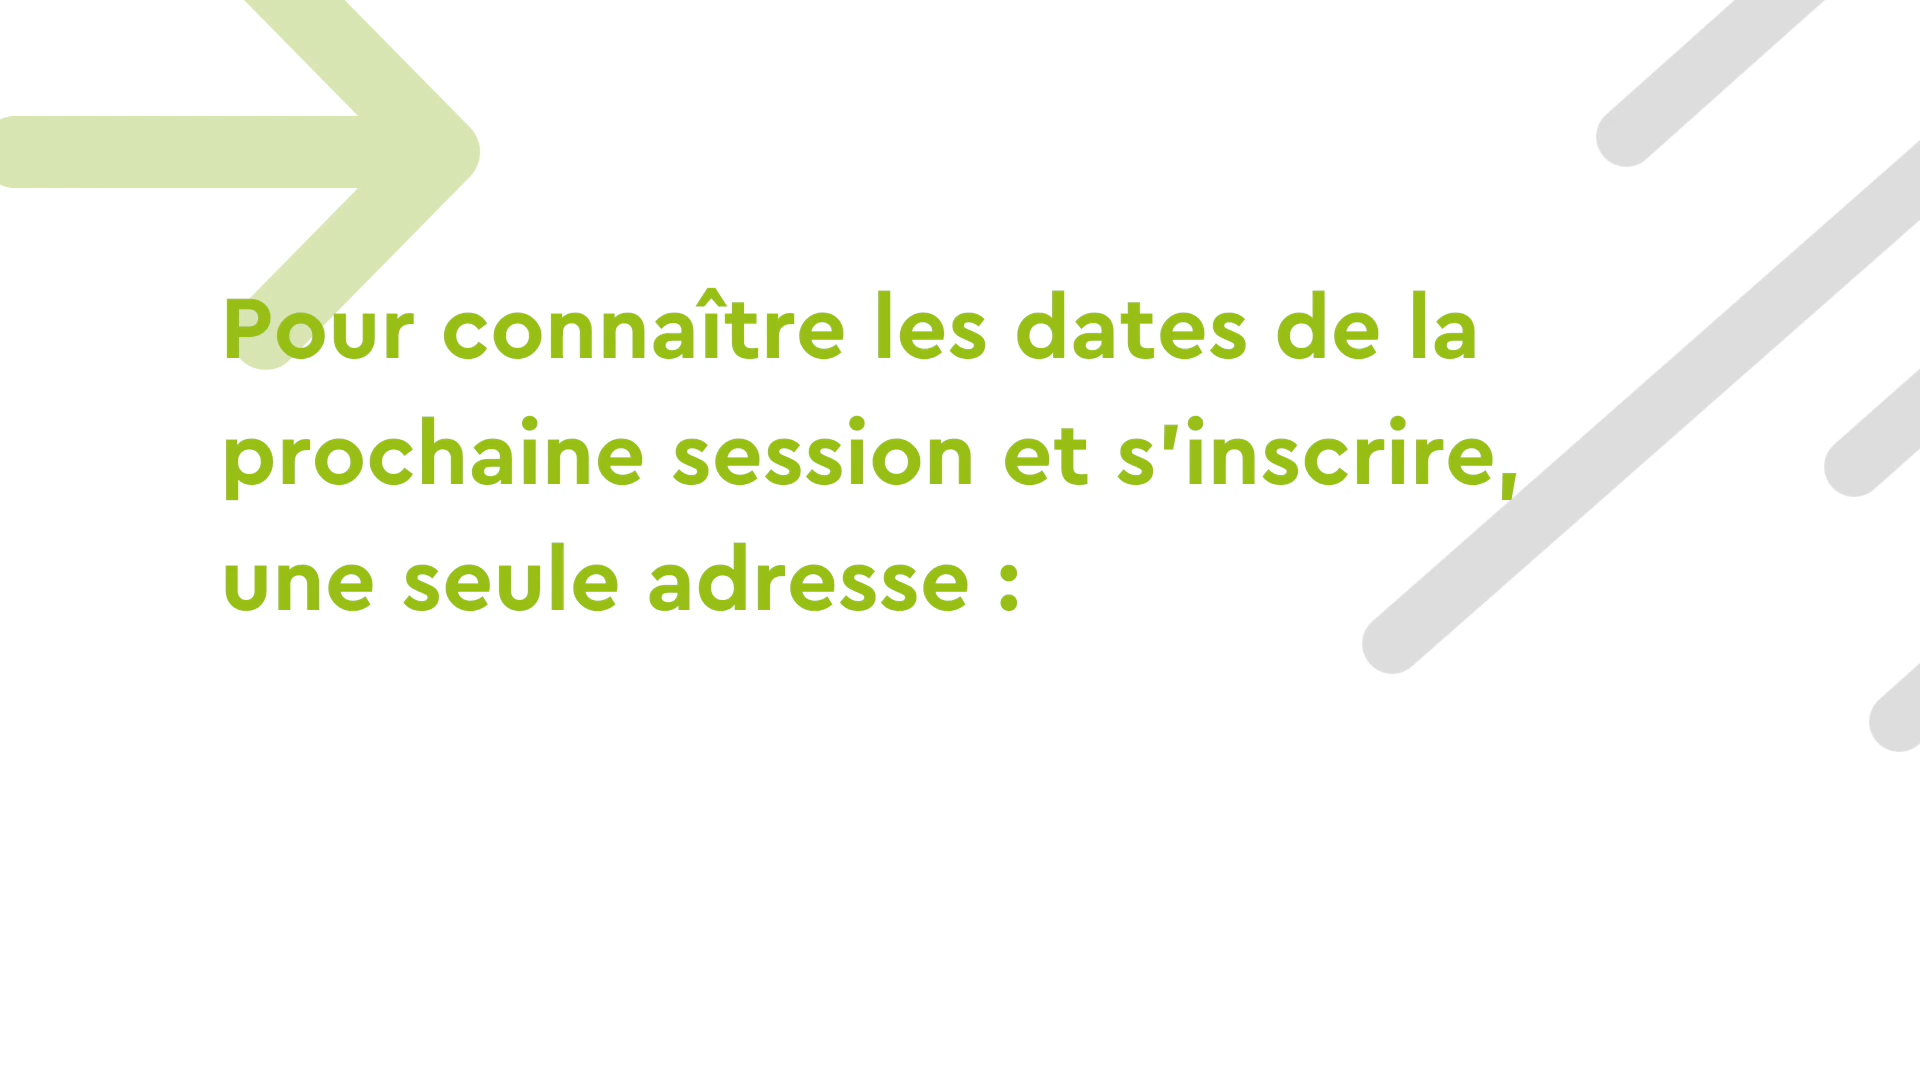 Pour connaître les dates de la
prochaine session et s'inscrire,
une seule adresse :